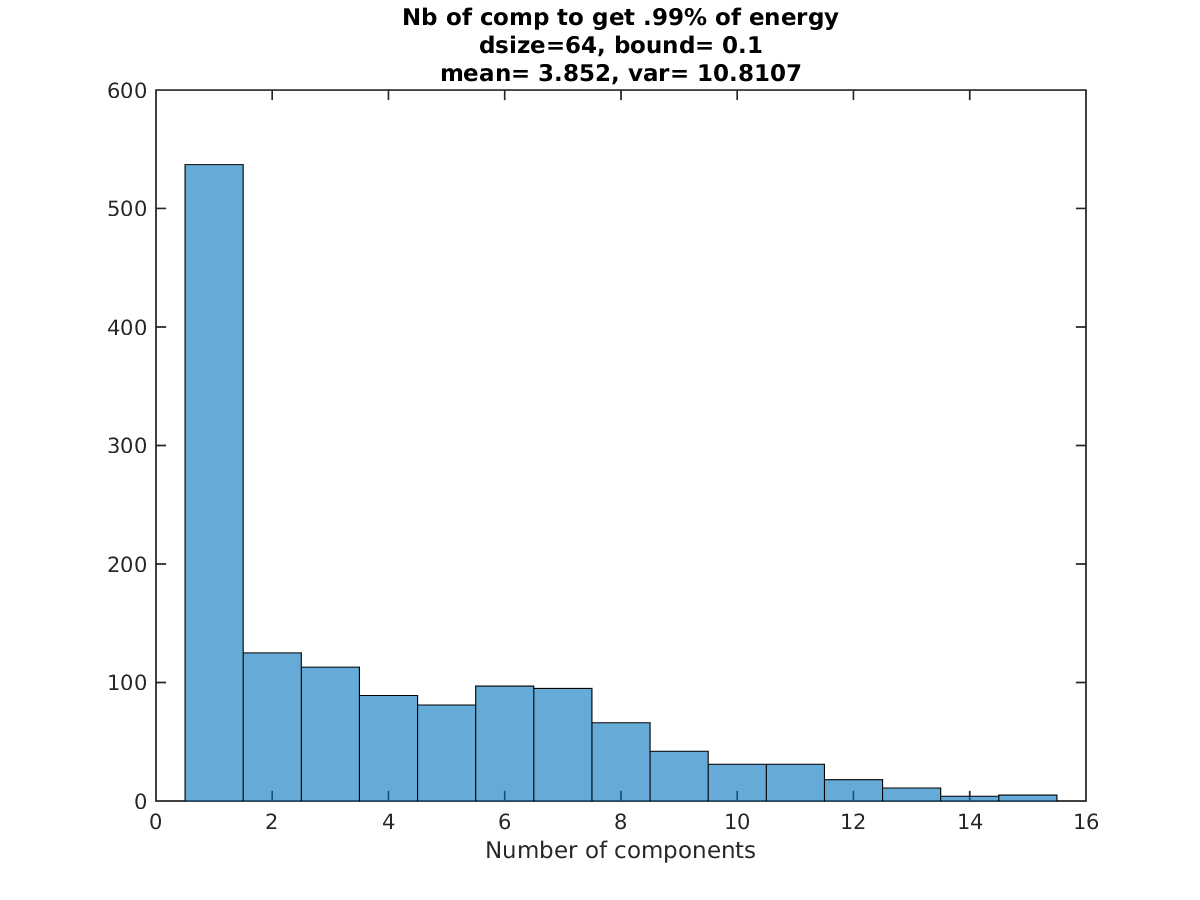 Nb of comp to get .99% of energy
dsize=64, bound= 0.1
mean= 3.852, var= 10.8107
600
500
400
300
200
100
0
0 2 4 6 8 10 12 14 16
Number of components